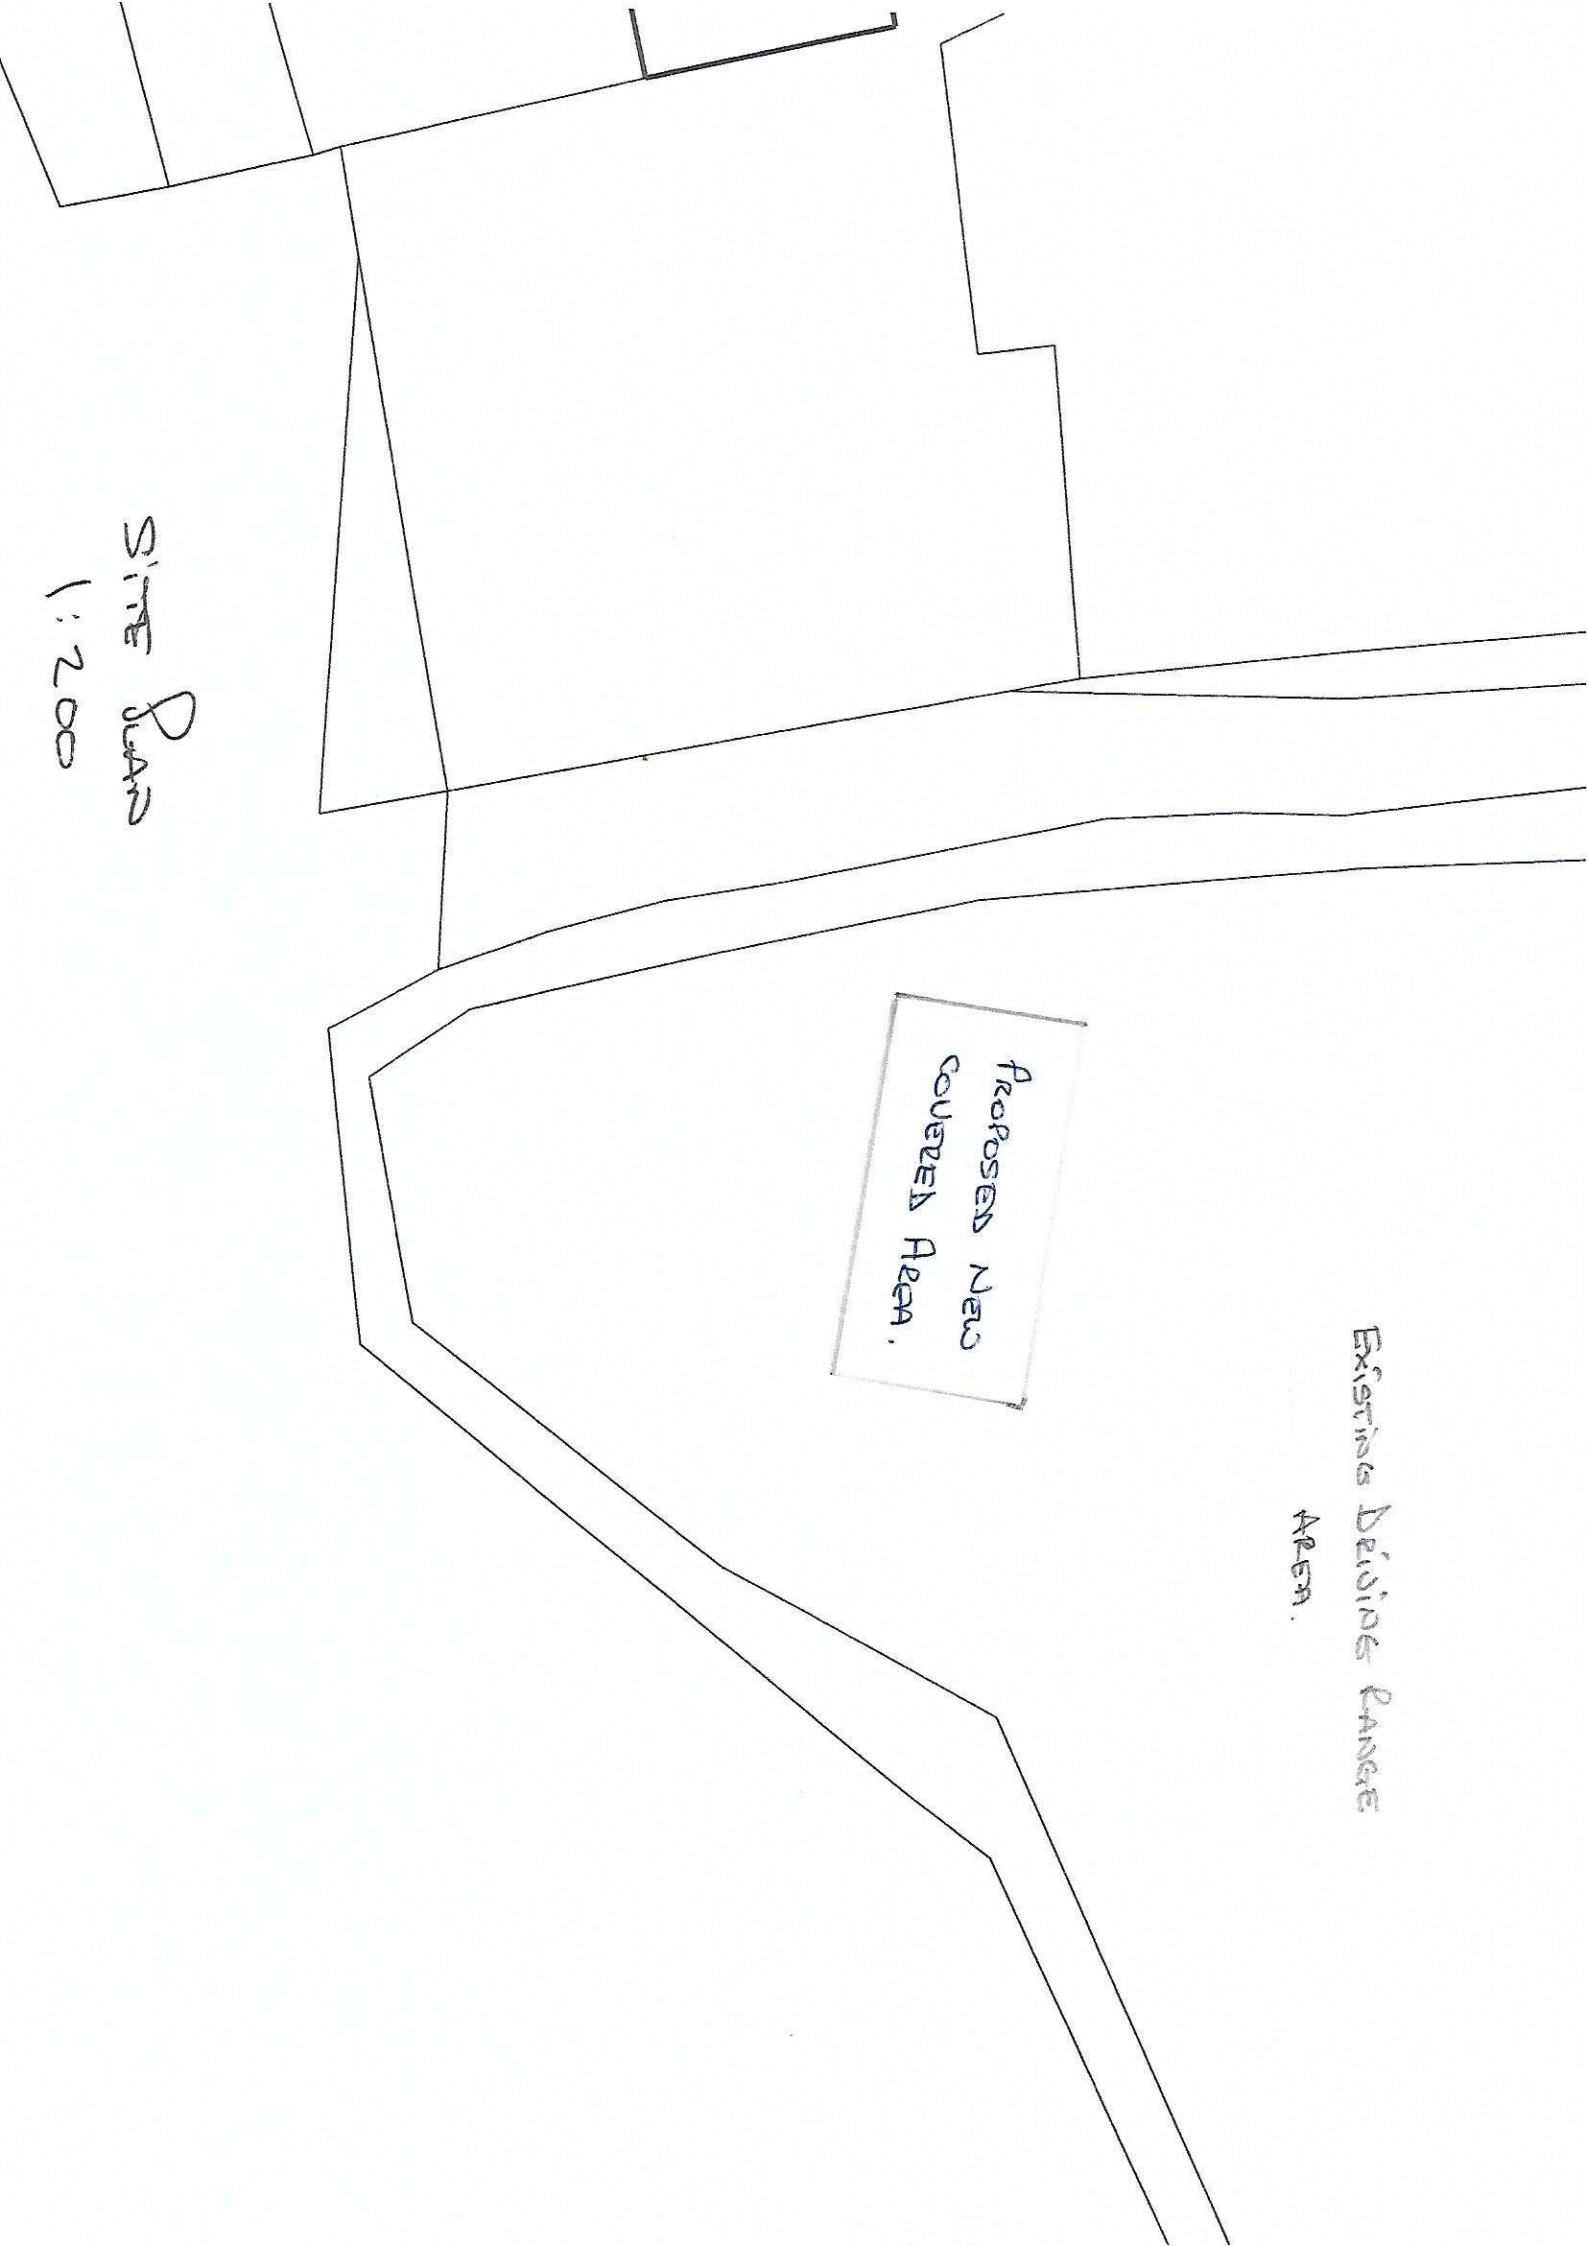 EXISTING DRIVING RANGE
AREA.
PROPOSED NEW
COVERED AREA.
SITE PLAN
1:200